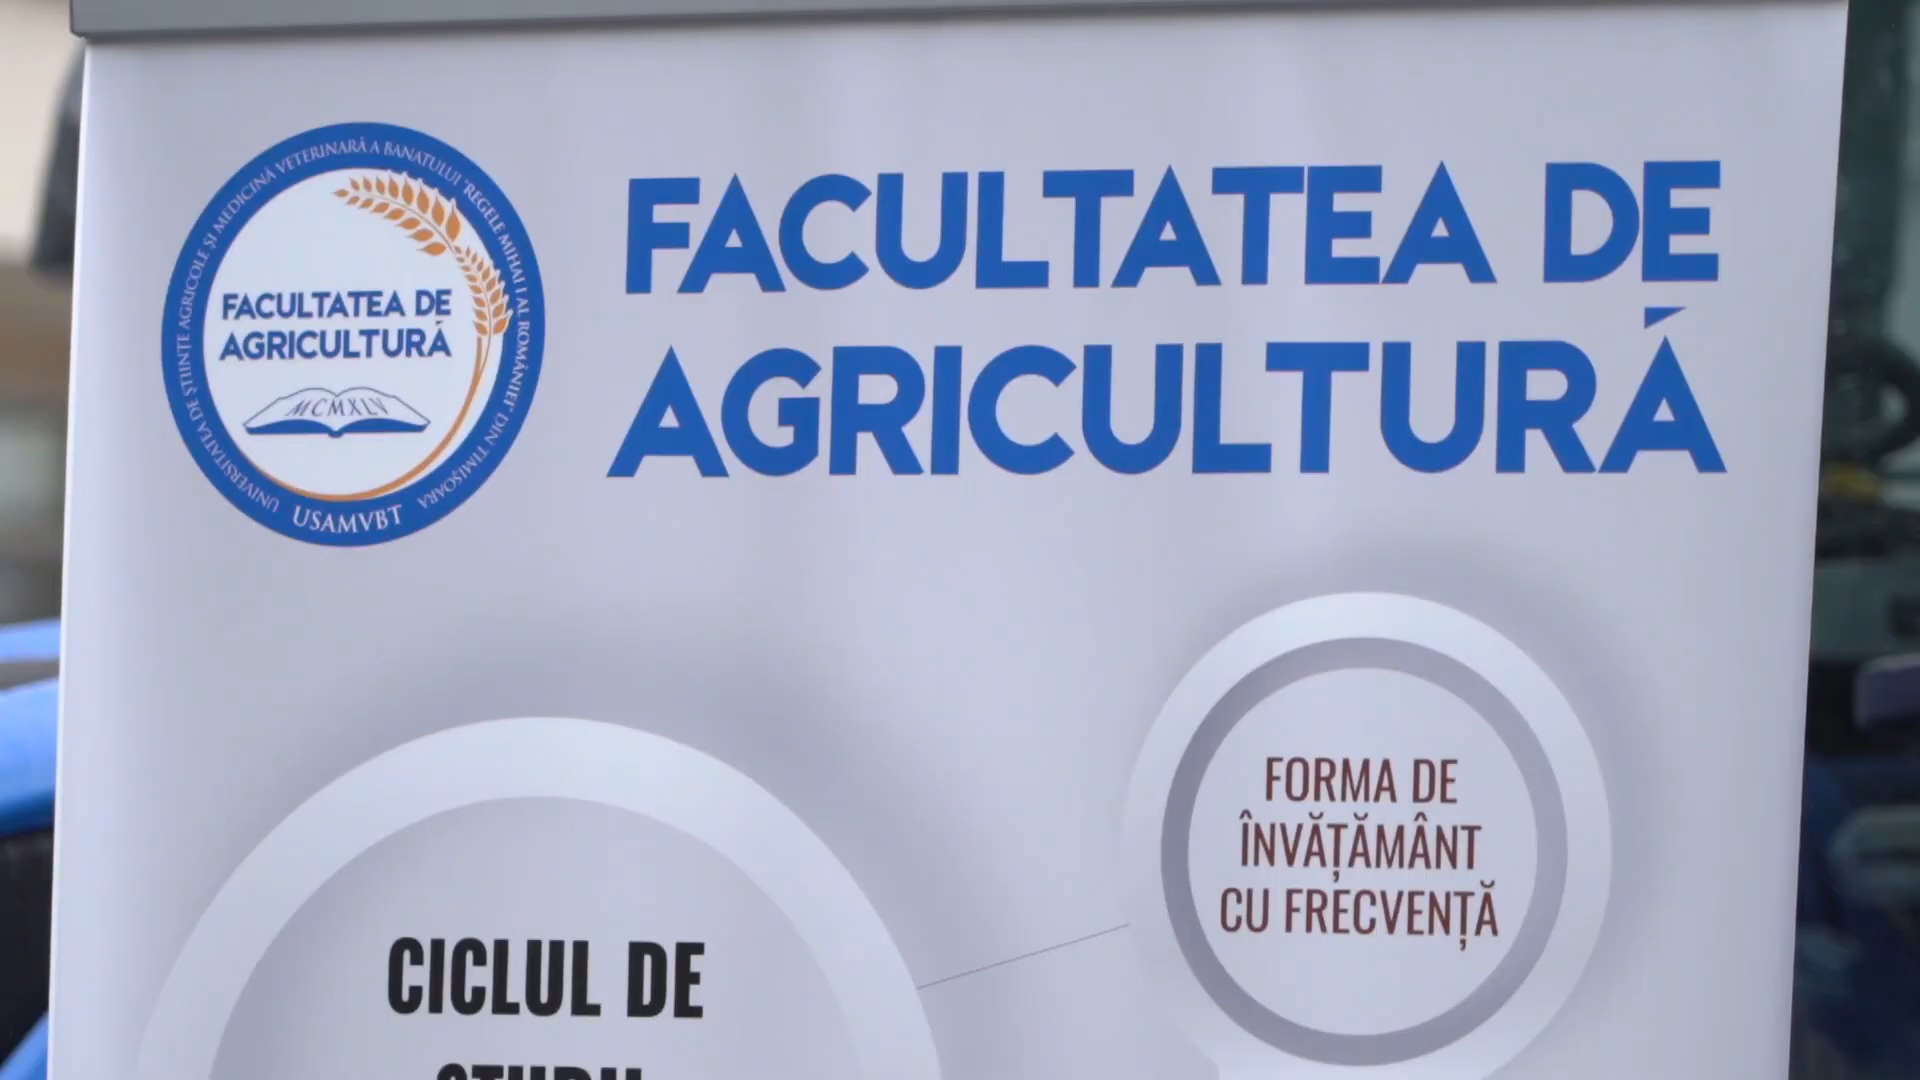 UNIVERSITATEA DE ȘTIINȚE AGRICOLE ȘI MEDICINĂ VETERINARĂ A BANATULUI "REGELE MIHAI I AL ROMÂNIEI" DIN TIMIȘOARA
FACULTATEA DE
AGRICULTURĂ
MCMXLV
USAMVBT
FACULTATEA DE
AGRICULTURĂ
FORMA DE
ÎNVĂȚĂMÂNT
CU FRECVENȚĂ
CICLUL DE